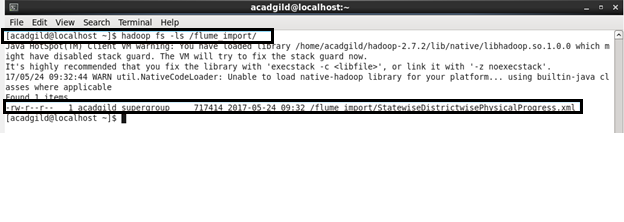 acadgild@localhost:~
File Edit View Search Terminal Help
[acadgild@localhost ~]$ hadoop fs -ls /flume_import/
Java HotSpot(TM) Client VM warning: You have loaded library /home/acadgild/hadoop-2.7.2/lib/native/libhadoop.so.1.0.0 which m
ight have disabled stack guard. The VM will try to fix the stack guard now.
It's highly recommended that you fix the library with 'execstack -c <libfile>', or link it with '-z noexecstack'.
17/05/24 09:32:44 WARN util.NativeCodeLoader: Unable to load native-hadoop library for your platform... using builtin-java cl
asses where applicable
Found 1 items
-rw-r--r-- 1 acadgild supergroup 717414 2017-05-24 09:32 /flume_import/StatewiseDistrictwisePhysicalProgress.xml
[acadgild@localhost ~]$